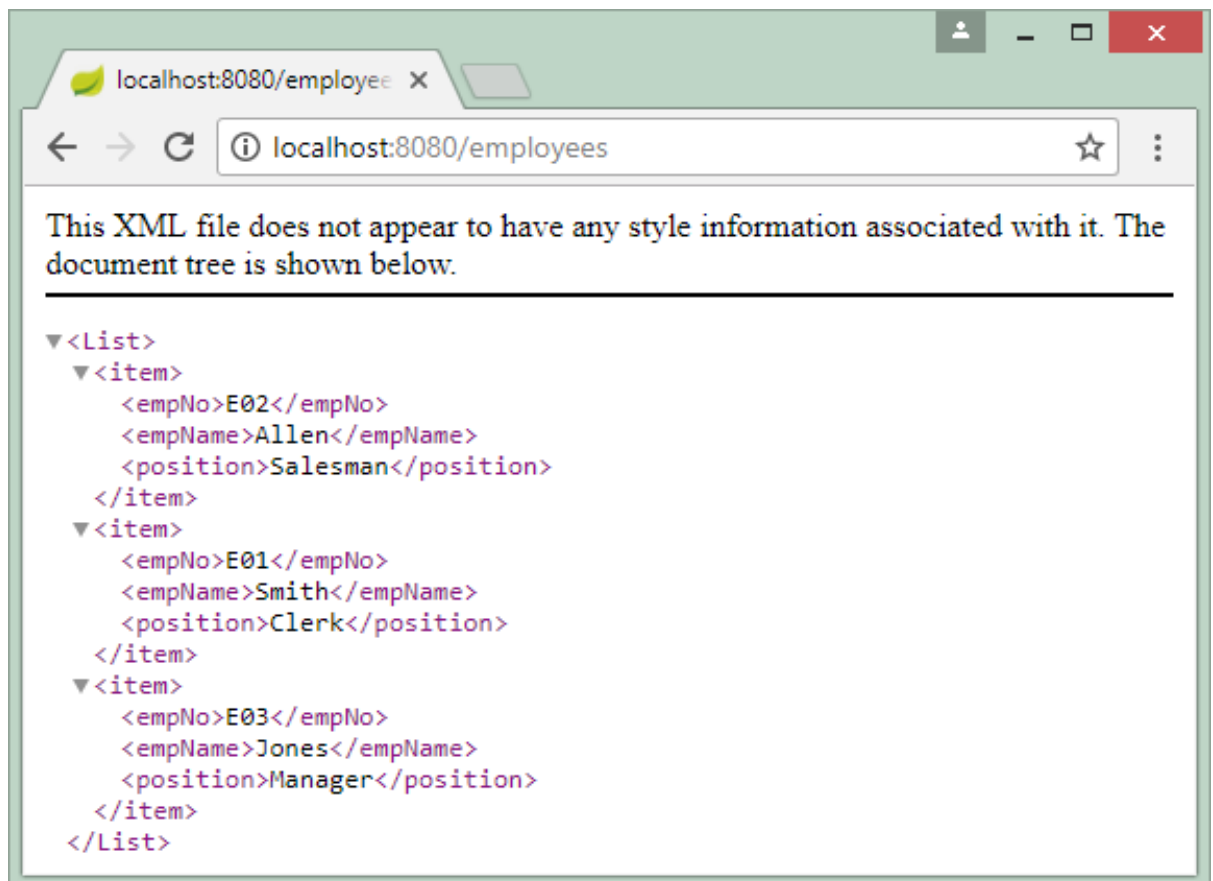 localhost:8080/employee
localhost:8080/employees
This XML file does not appear to have any style information associated with it. The
document tree is shown below.
<List>
<item>
<empNo>E02</empNo>
<empName>Allen</empName>
<position>Salesman</position>
</item>
<item>
<empNo>E01</empNo>
<empName>Smith</empName>
<position>Clerk</position>
</item>
<item>
<empNo>E03</empNo>
<empName>Jones</empName>
<position>Manager</position>
</item>
</List>